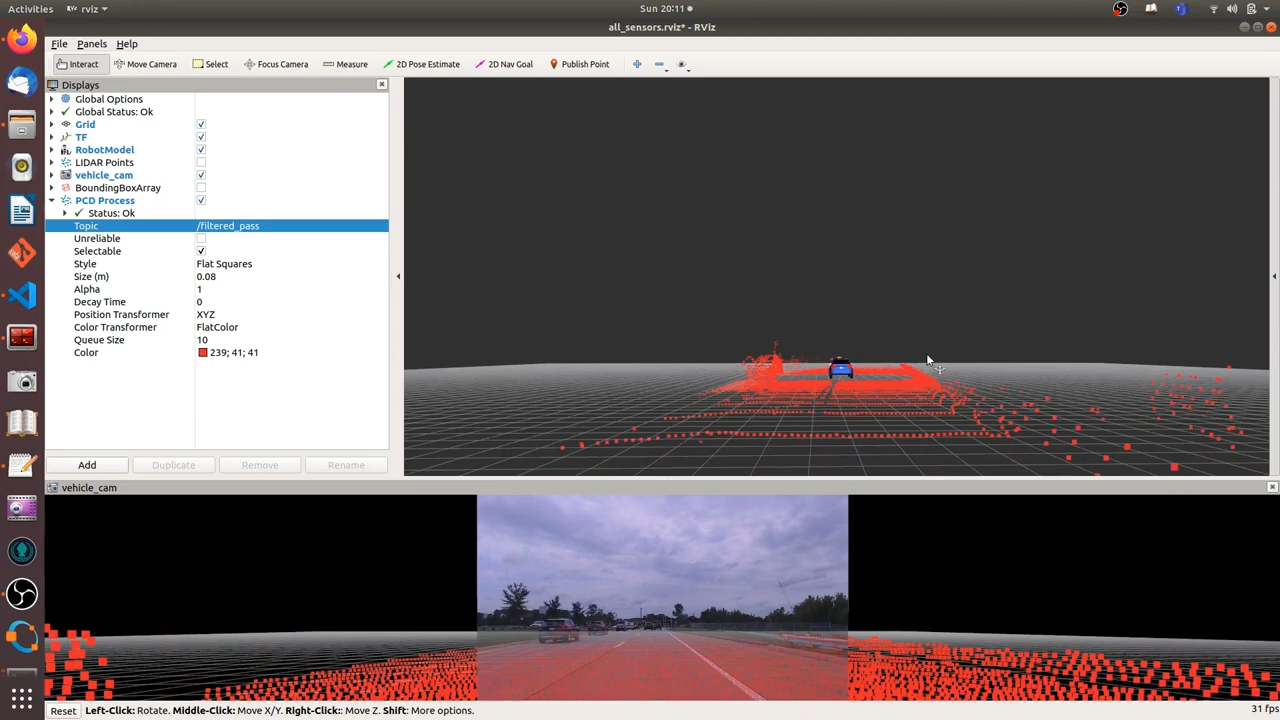 Activities
rviz
Sun 20:11
all_sensors.rviz* - RViz
File Panels Help
Interact Move Camera Select Focus Camera Measure 2D Pose Estimate 2D Nav Goal Publish Point
Displays
Global Options
Global Status: Ok
Grid
TF
RobotModel
LIDAR Points
vehicle_cam
BoundingBoxArray
PCD Process
Status: Ok
Topic /filtered_pass
Unreliable
Selectable
Style Flat Squares
Size (m) 0.08
Alpha 1
Decay Time 0
Position Transformer XYZ
Color Transformer FlatColor
Queue Size 10
Color 239; 41; 41
Add Duplicate Remove Rename
vehicle_cam
Reset Left-Click: Rotate. Middle-Click: Move X/Y. Right-Click:: Move Z. Shift: More options. 31 fps